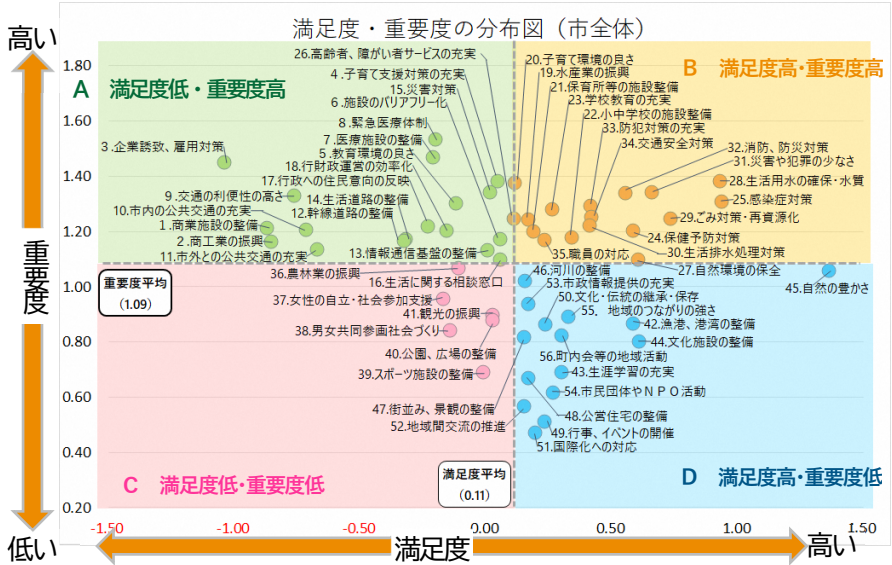 満足度・重要度の分布図（市全体）
高い
重要度
低い
1.80
1.60
1.40
1.20
1.00
0.80
0.60
0.40
0.20
A 満足度低・重要度高
B 満足度高・重要度高
26.高齢者、障がい者サービスの充実
4.子育て支援対策の充実
15.災害対策
6.施設のバリアフリー化
8.緊急医療体制
7.医療施設の整備
5.教育環境の良さ
18.行財政運営の効率化
17.行政への住民意向の反映
14.生活道路の整備
12.幹線道路の整備
13.情報通信基盤の整備
3.企業誘致、雇用対策
9.交通の利便性の高さ
10.市内の公共交通の充実
1.商業施設の整備
2.商工業の振興
11.市外との公共交通の充実
20.子育て環境の良さ
19.水産業の振興
21.保育所等の施設整備
23.学校教育の充実
22.小中学校の施設整備
33.防犯対策の充実
34.交通安全対策
32.消防、防災対策
31.災害や犯罪の少なさ
28.生活用水の確保・水質
25.感染症対策
29.ごみ対策・再資源化
24.保健予防対策
30.生活排水処理対策
35.職員の対応
27.自然環境の保全
重要度平均
（1.09）
36.農林業の振興
16.生活に関する相談窓口
37.女性の自立・社会参加支援
41.観光の振興
38.男女共同参画社会づくり
40.公園、広場の整備
39.スポーツ施設の整備
47.街並み、景観の整備
52.地域間交流の推進
46.河川の整備
53.市政情報提供の充実
50.文化・伝統の継承・保存
55．地域のつながりの強さ
45.自然の豊かさ
42.漁港、港湾の整備
44.文化施設の整備
56.町内会等の地域活動
43.生涯学習の充実
54.市民団体やＮＰＯ活動
48.公営住宅の整備
49.行事、イベントの開催
51.国際化への対応
C 満足度低・重要度低
満足度平均
（0.11）
D 満足度高・重要度低
-1.50 -1.00 -0.50 0.00 0.50 1.00 1.50
満足度
高い